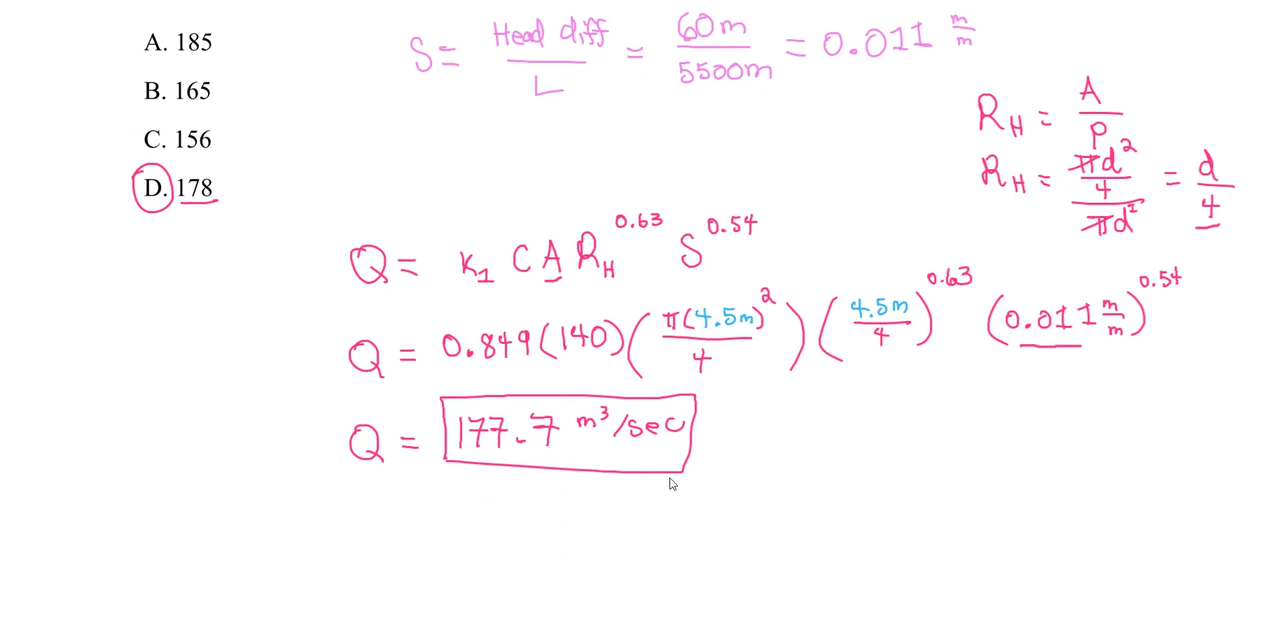 A. 185
B. 165
C. 156
D. 178
S = Head diff / L = 60m / 5500m = 0.011 m/m
R_H = A / P
R_H = (πd² / 4) / πd¹ = d / 4
Q = K₁ C A R_H^0.63 S^0.54
Q = 0.849 (140) (π(4.5m)² / 4) (4.5m / 4)^0.63 (0.011 m/m)^0.54
Q = 177.7 m³/sec